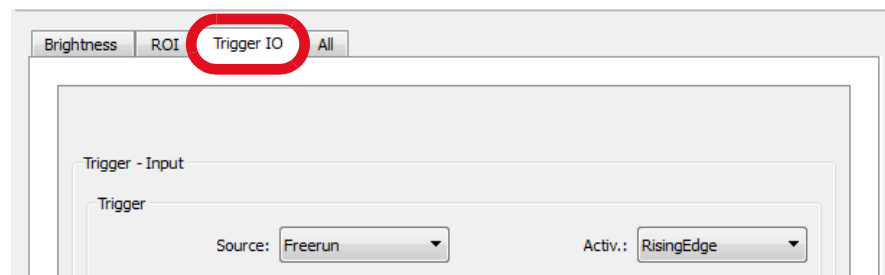 Brightness ROI Trigger IO All
Trigger - Input
Trigger
Source: Freerun Activ.: RisingEdge